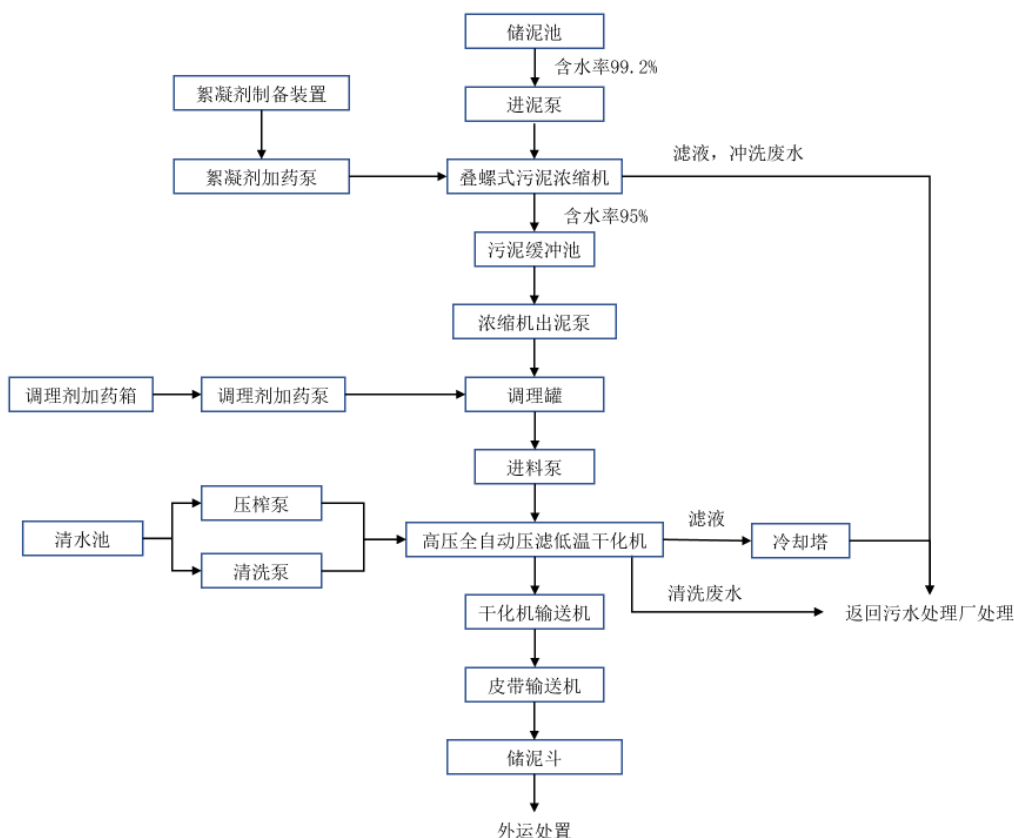 储泥池
含水率99.2%
絮凝剂制备装置
进泥泵
滤液，冲洗废水
絮凝剂加药泵
叠螺式污泥浓缩机
含水率95%
污泥缓冲池
浓缩机出泥泵
调理剂加药箱
调理剂加药泵
调理罐
进料泵
压榨泵
滤液
清水池
高压全自动压滤低温干化机
冷却塔
清洗泵
清洗废水
干化机输送机
返回污水处理厂处理
皮带输送机
储泥斗
外运处置